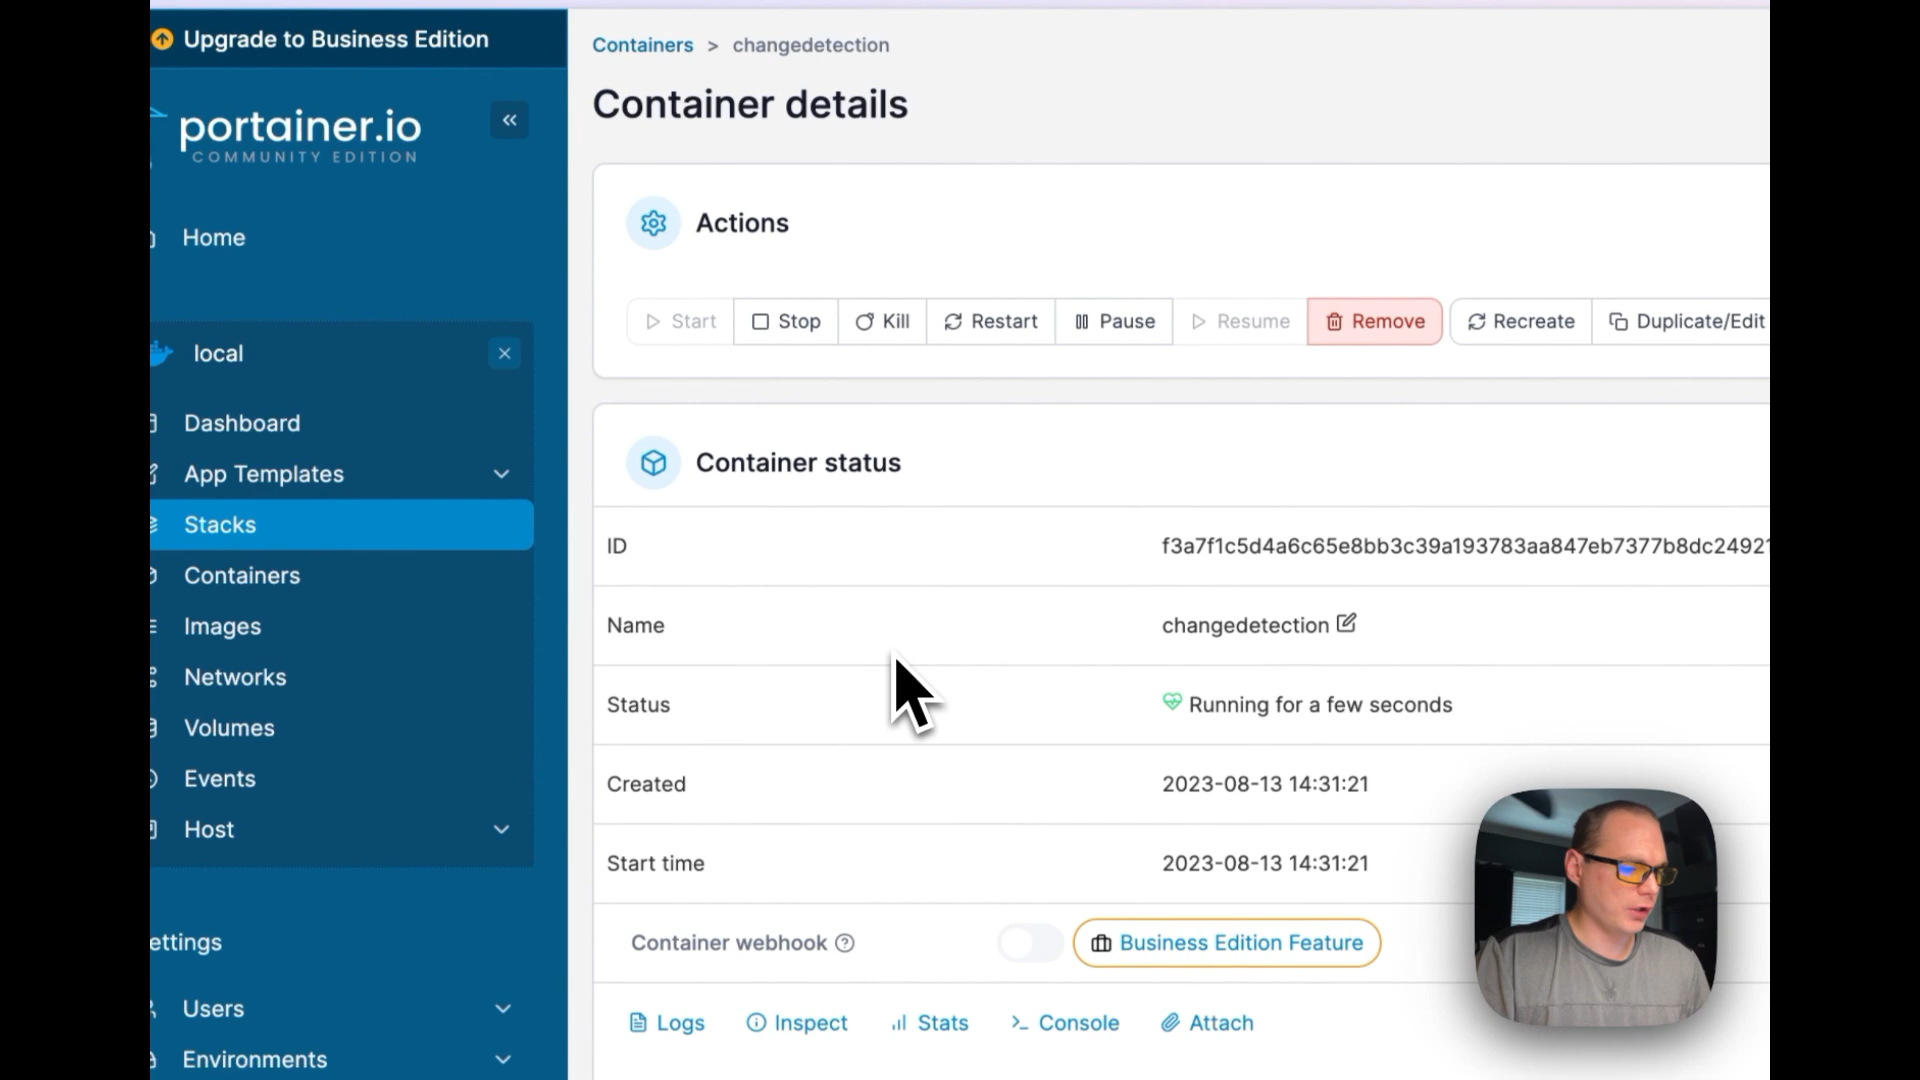 Upgrade to Business Edition
portainer.io
COMMUNITY EDITION
«
Home
local
Dashboard
App Templates
Stacks
Containers
Images
Networks
Volumes
Events
Host
ettings
Users
Environments
Containers > changedetection
Container details
Actions
Start Stop Kill Restart Pause Resume Remove Recreate Duplicate/Edit
Container status
ID f3a7f1c5d4a6c65e8bb3c39a193783aa847eb7377b8dc24921
Name changedetection
Status Running for a few seconds
Created 2023-08-13 14:31:21
Start time 2023-08-13 14:31:21
Container webhook Business Edition Feature
Logs Inspect Stats Console Attach